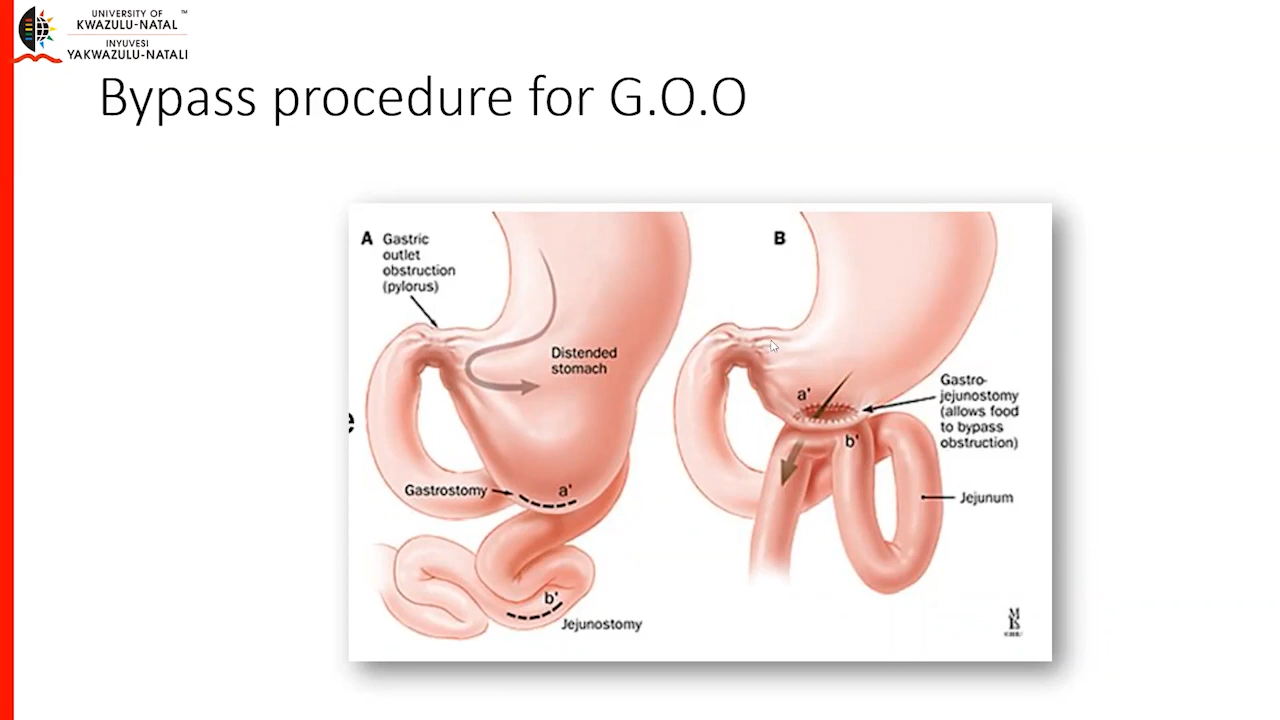 UNIVERSITY OF ™
KWAZULU-NATAL
INYUVESI
YAKWAZULU-NATALI
Bypass procedure for G.O.O
A Gastric
outlet
obstruction
(pylorus)
Distended
stomach
Gastrostomy
a'
b'
Jejunostomy
e
B
a'
b'
Gastro-
jejunostomy
(allows food
to bypass
obstruction)
Jejunum